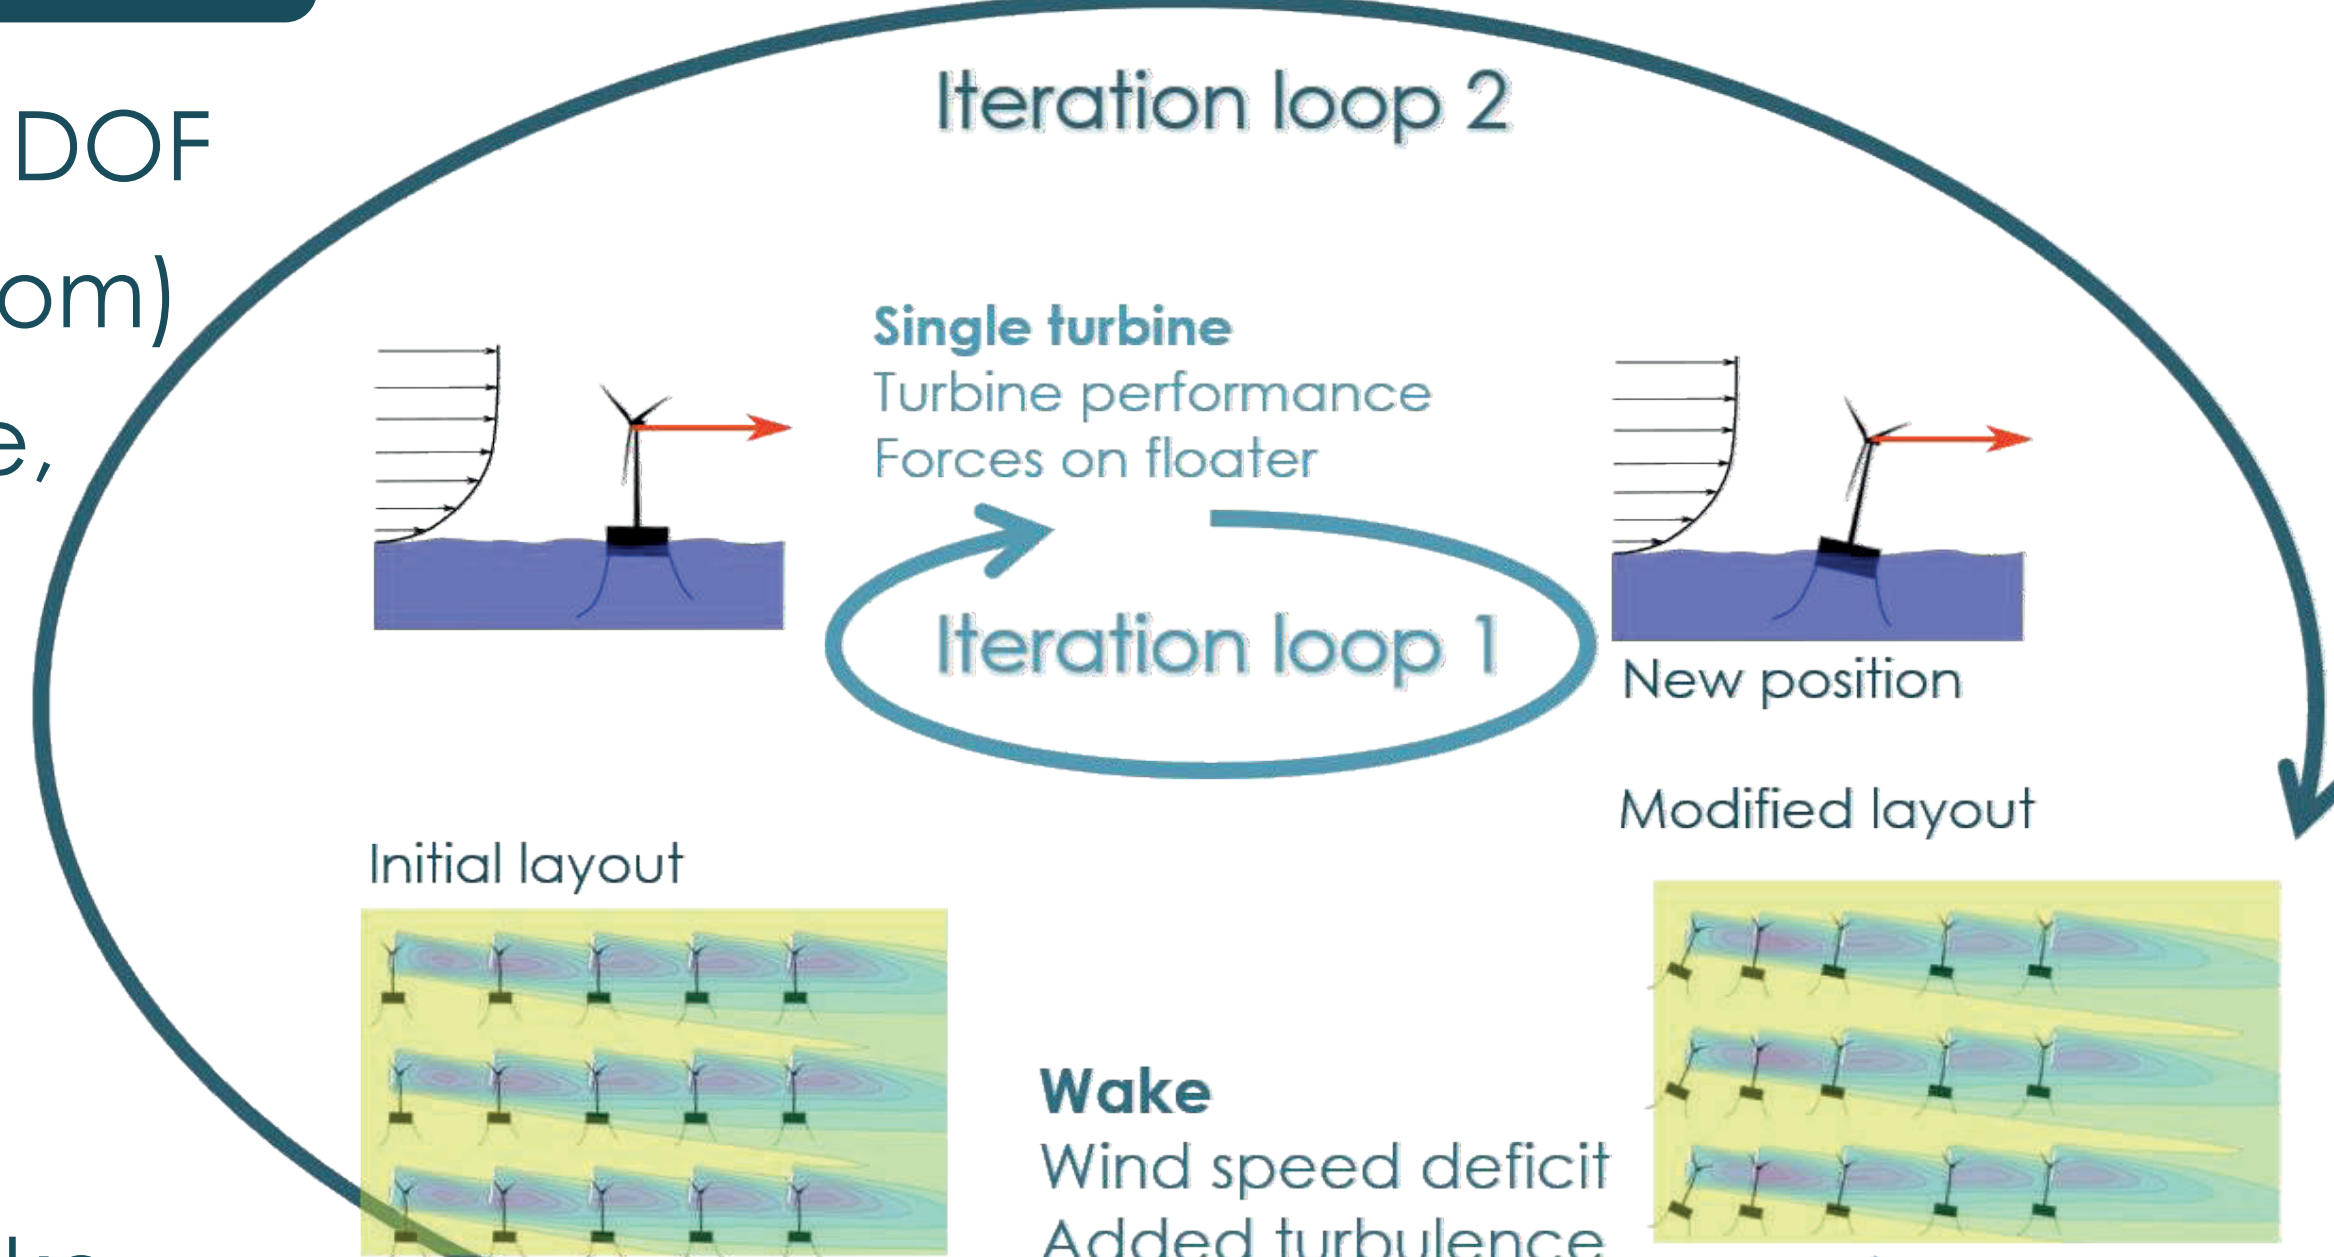 DOF
om)
e,
Iteration loop 2
Single turbine
Turbine performance
Forces on floater
Iteration loop 1
New position
Modified layout
Initial layout
Wake
Wind speed deficit
Added turbulence